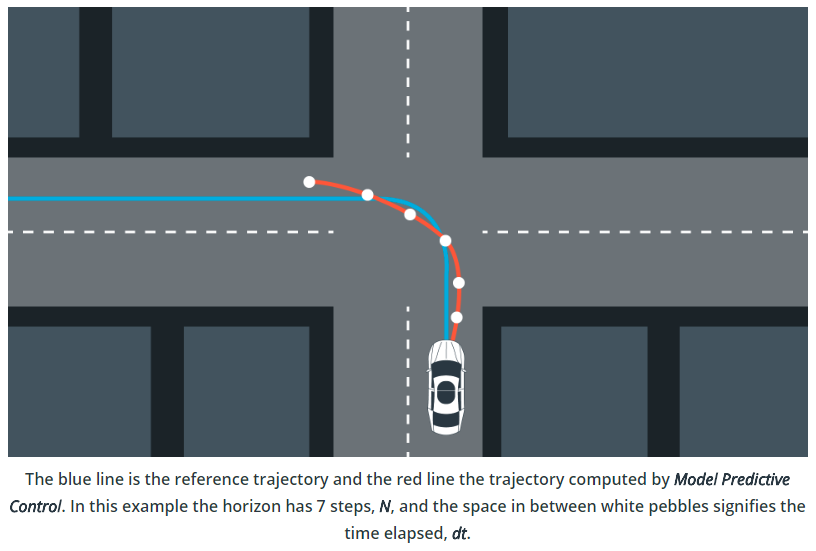 The blue line is the reference trajectory and the red line the trajectory computed by Model Predictive
Control. In this example the horizon has 7 steps, N, and the space in between white pebbles signifies the
time elapsed, dt.